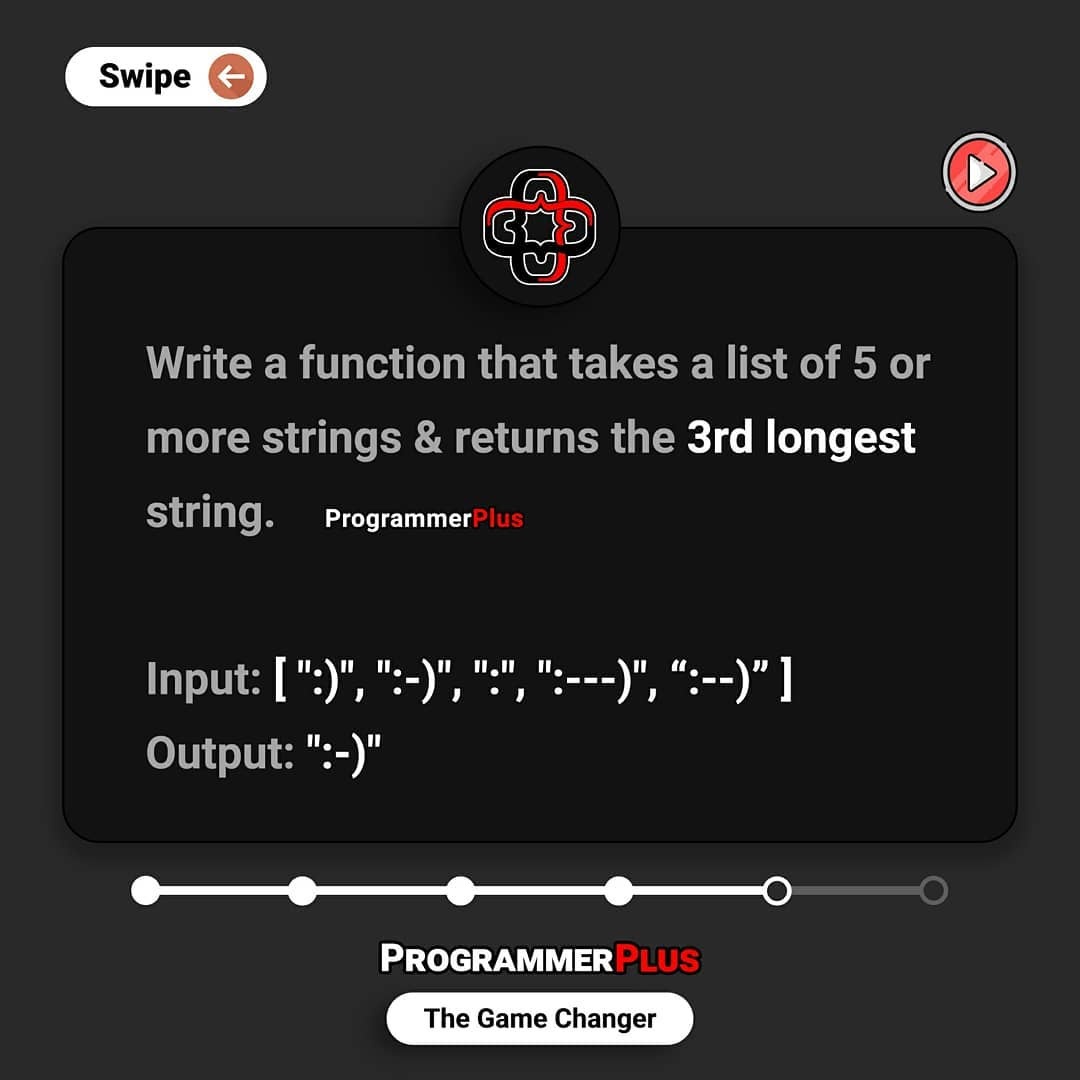 Swipe
Write a function that takes a list of 5 or
more strings & returns the 3rd longest
string. ProgrammerPlus
Input: [ ":)", ":-)", ":", ":---)", “:--)” ]
Output: ":-)"
PROGRAMMERPLUS
The Game Changer